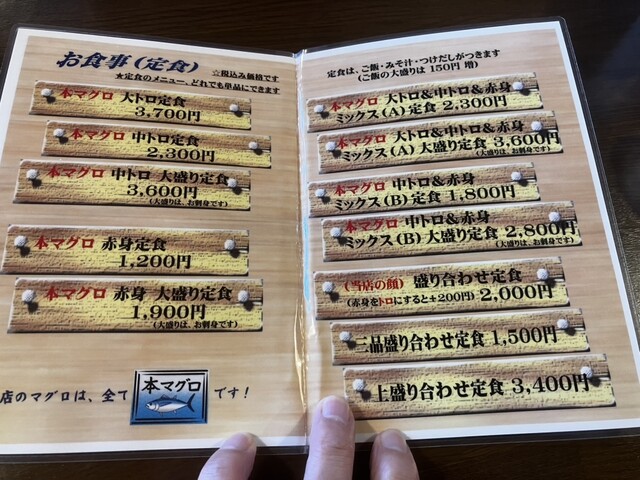 お食事(定食)
☆税込み価格です
★定食のメニュー、どれでも単品にできます
本マグロ 大トロ定食
3,700円
本マグロ 中トロ定食
2,300円
本マグロ 中トロ 大盛り定食
3,600円
(大盛りは、お刺身です)
本マグロ 赤身定食
1,200円
本マグロ 赤身 大盛り定食
1,900円
(大盛りは、お刺身です)
店のマグロは、全て 本マグロ です!
定食は、ご飯・みそ汁・つけだしがつきます
(ご飯の大盛りは 150円 増)
本マグロ 大トロ&中トロ&赤身
ミックス(A) 定食 2,300円
本マグロ 大トロ&中トロ&赤身
ミックス(A) 大盛り定食 3,600円
(大盛りは、お刺身です)
本マグロ 中トロ&赤身
ミックス(B) 定食 1,800円
本マグロ 中トロ&赤身
ミックス(B) 大盛り定食 2,800円
(大盛りは、お刺身です)
(当店の顔) 盛り合わせ定食
(赤身をトロにすると+200円) 2,000円
二品盛り合わせ定食 1,500円
上盛り合わせ定食 3,400円